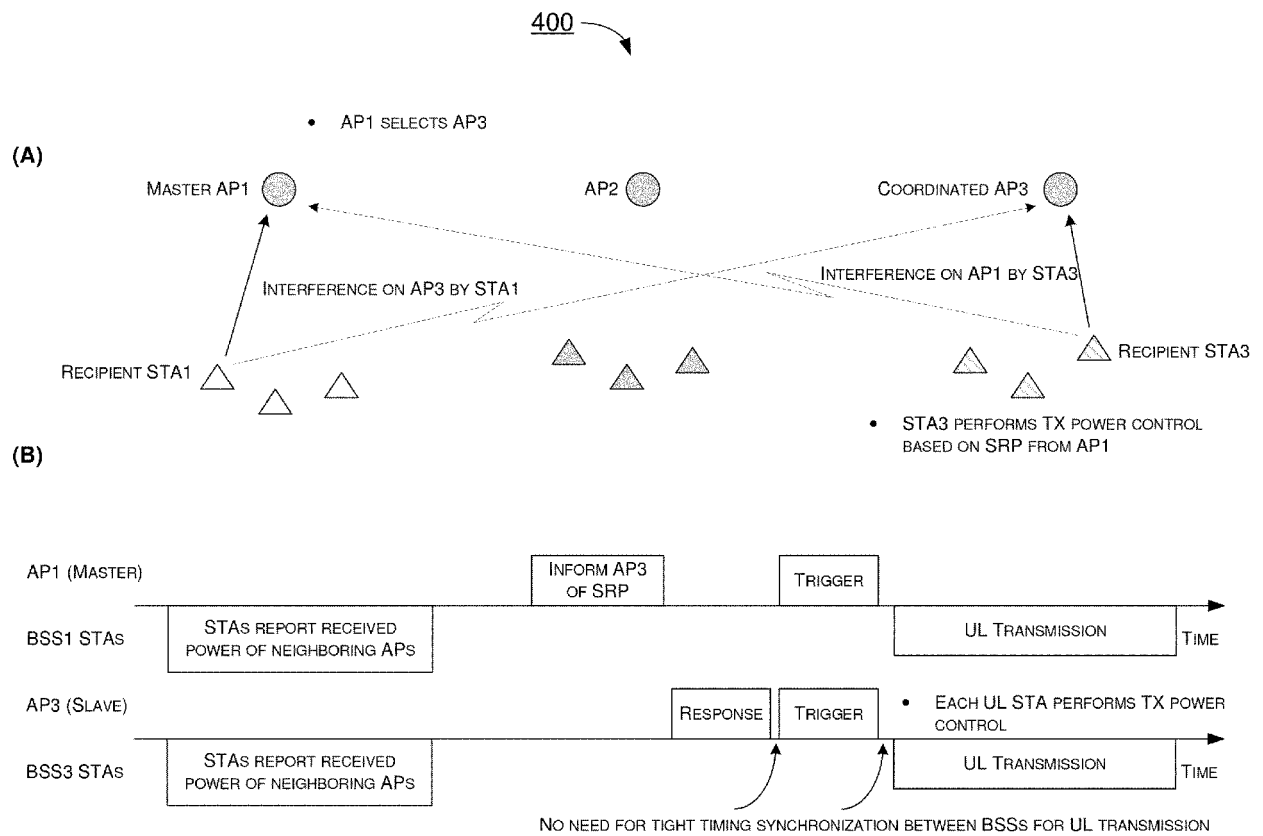 400
• AP1 SELECTS AP3
(A)
MASTER AP1
AP2
COORDINATED AP3
INTERFERENCE ON AP3 BY STA1
INTERFERENCE ON AP1 BY STA3
RECIPIENT STA1
RECIPIENT STA3
• STA3 PERFORMS TX POWER CONTROL
BASED ON SRP FROM AP1
(B)
AP1 (MASTER)
INFORM AP3
OF SRP
TRIGGER
BSS1 STAS
STAS REPORT RECEIVED
POWER OF NEIGHBORING APS
UL TRANSMISSION
TIME
AP3 (SLAVE)
RESPONSE
TRIGGER
• EACH UL STA PERFORMS TX POWER
CONTROL
BSS3 STAS
STAS REPORT RECEIVED
POWER OF NEIGHBORING APS
UL TRANSMISSION
TIME
NO NEED FOR TIGHT TIMING SYNCHRONIZATION BETWEEN BSSS FOR UL TRANSMISSION